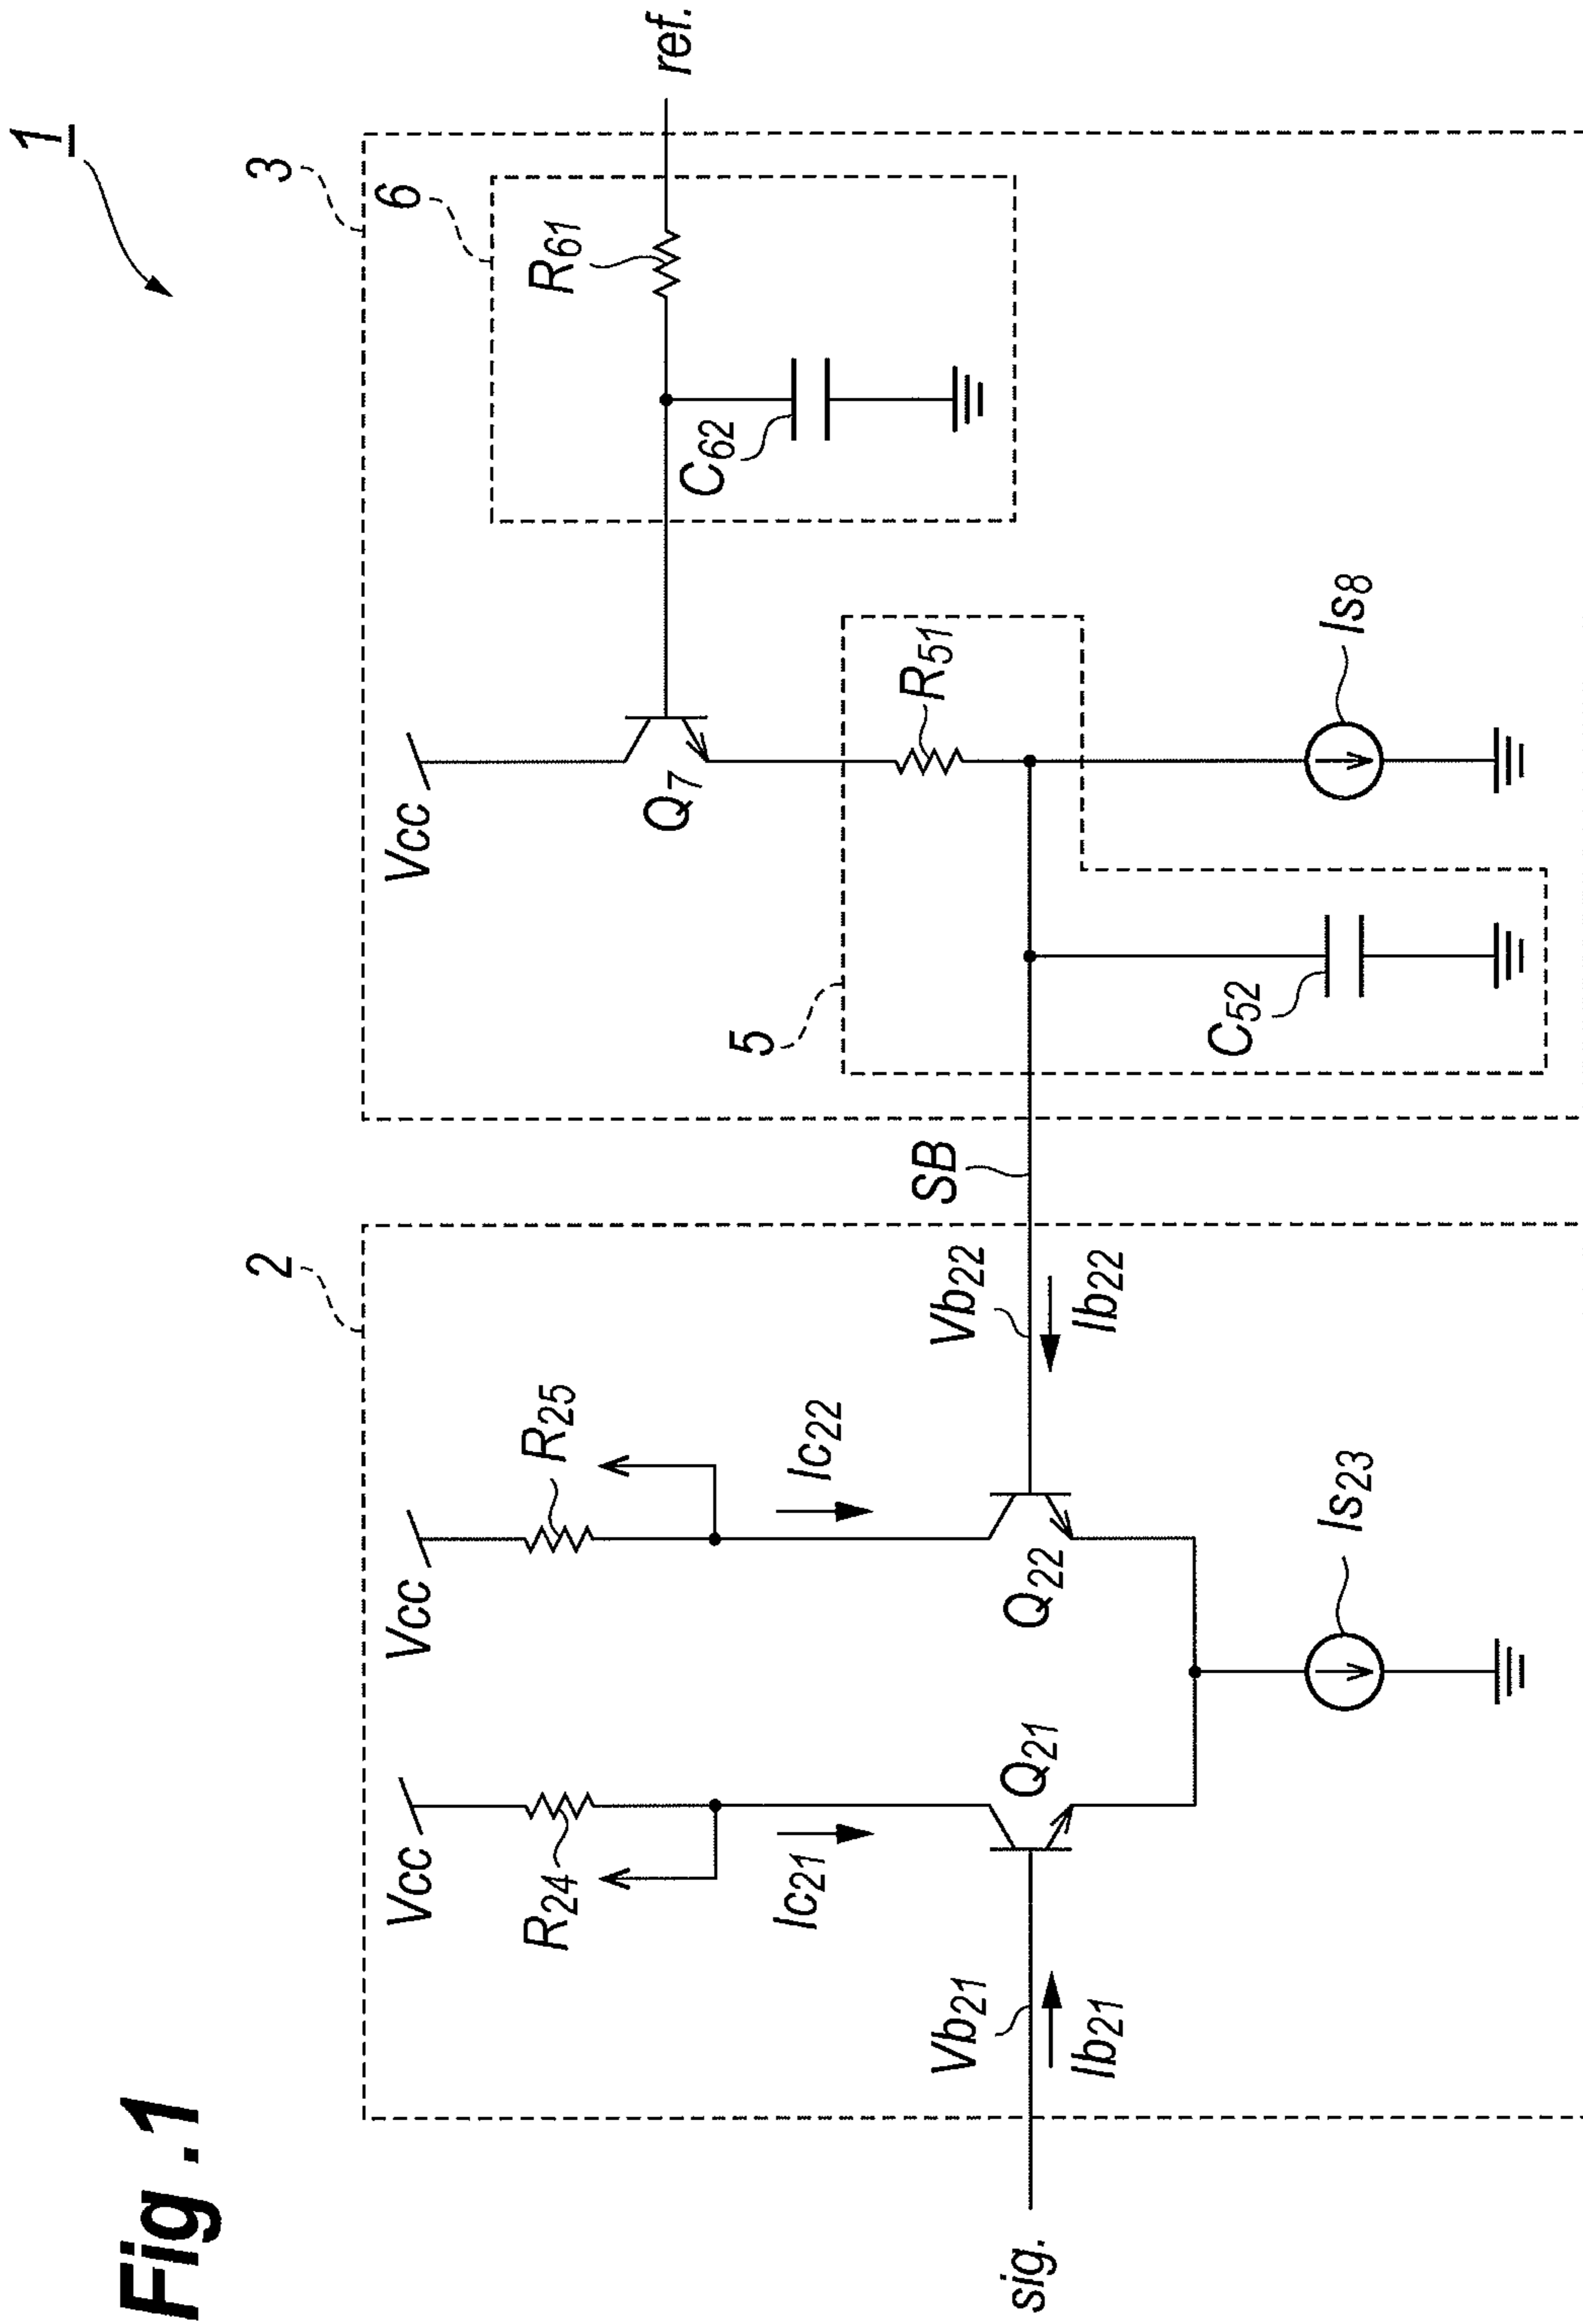 Fig .1
1
2
3
Vcc
Vcc
Vcc
6
R24
R25
R61
ref.
C62
Ic21
Ic22
Q7
5
R51
Vb21
Vb22
SB
sig.
Q21
Q22
Ib21
Ib22
C52
Is23
Is8